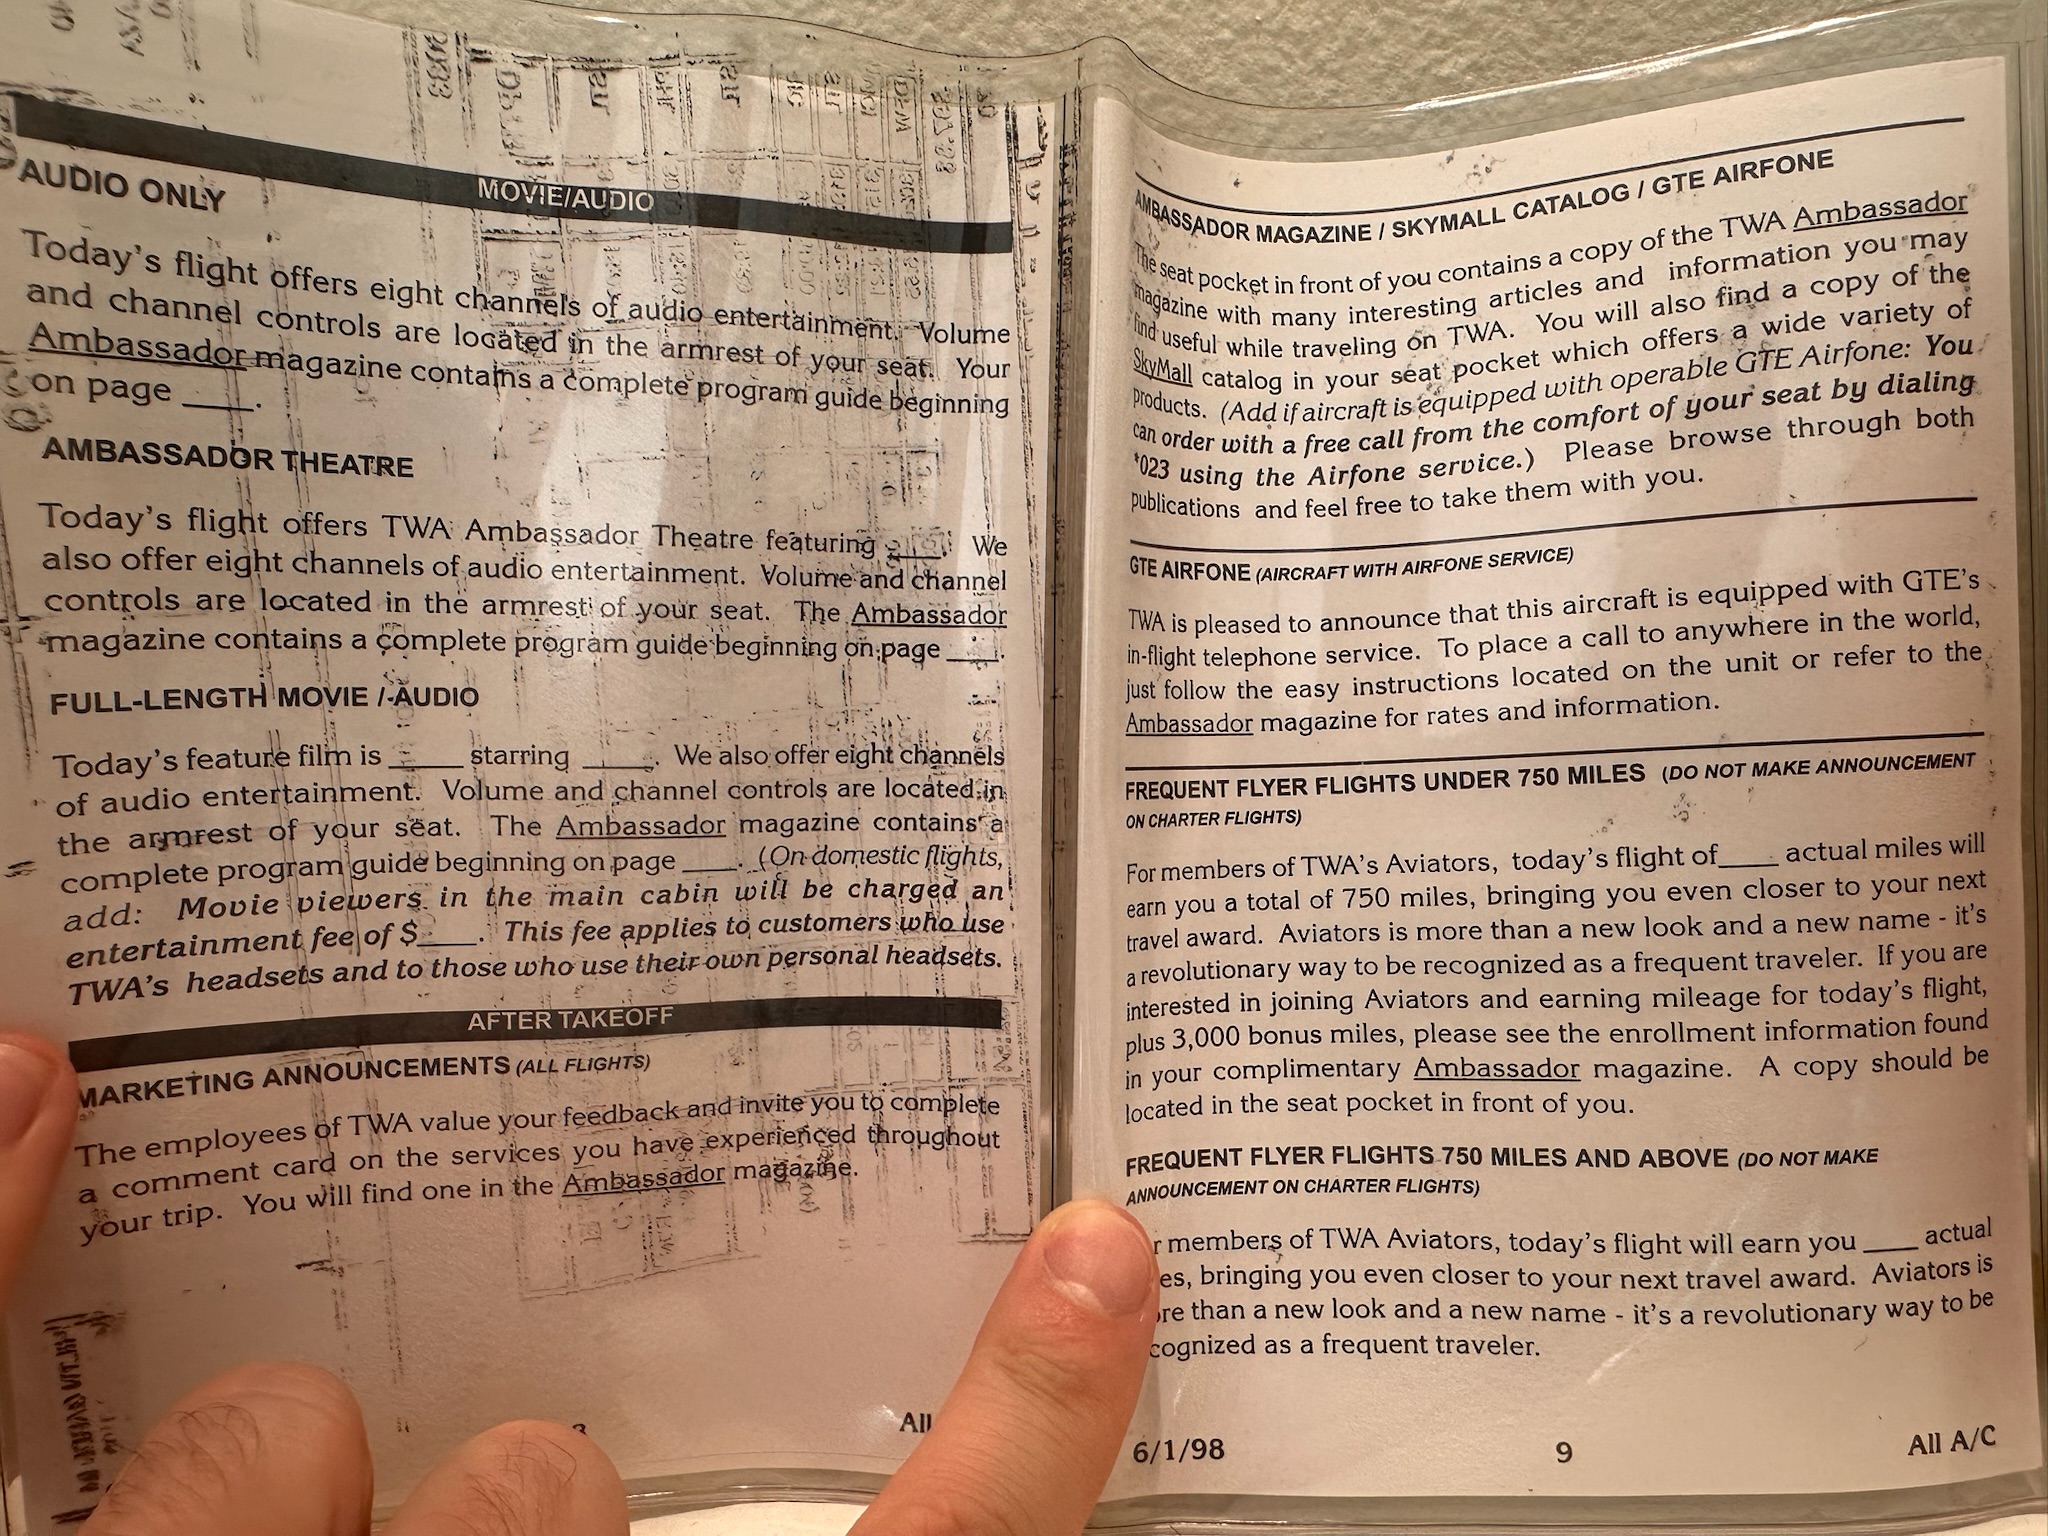 MOVIE/AUDIO
AUDIO ONLY
Today's flight offers eight channels of audio entertainment. Volume
and channel controls are located in the armrest of your seat. Your
Ambassador magazine contains a complete program guide beginning
on page ____.
AMBASSADOR THEATRE
Today's flight offers TWA Ambassador Theatre featuring ____. We
also offer eight channels of audio entertainment. Volume and channel
controls are located in the armrest of your seat. The Ambassador
magazine contains a complete program guide beginning on page ____.
FULL-LENGTH MOVIE / AUDIO
Today's feature film is ____ starring ____. We also offer eight channels
of audio entertainment. Volume and channel controls are located in
the armrest of your seat. The Ambassador magazine contains a
complete program guide beginning on page ____. (On domestic flights,
add: Movie viewers in the main cabin will be charged an
entertainment fee of $____. This fee applies to customers who use
TWA's headsets and to those who use their own personal headsets.
AFTER TAKEOFF
MARKETING ANNOUNCEMENTS (ALL FLIGHTS)
The employees of TWA value your feedback and invite you to complete
a comment card on the services you have experienced throughout
your trip. You will find one in the Ambassador magazine.
All
AMBASSADOR MAGAZINE / SKYMALL CATALOG / GTE AIRFONE
The seat pocket in front of you contains a copy of the TWA Ambassador
magazine with many interesting articles and information you may
find useful while traveling on TWA. You will also find a copy of the
SkyMall catalog in your seat pocket which offers a wide variety of
products. (Add if aircraft is equipped with operable GTE Airfone: You
can order with a free call from the comfort of your seat by dialing
*023 using the Airfone service.) Please browse through both
publications and feel free to take them with you.
GTE AIRFONE (AIRCRAFT WITH AIRFONE SERVICE)
TWA is pleased to announce that this aircraft is equipped with GTE's
in-flight telephone service. To place a call to anywhere in the world,
just follow the easy instructions located on the unit or refer to the
Ambassador magazine for rates and information.
FREQUENT FLYER FLIGHTS UNDER 750 MILES (DO NOT MAKE ANNOUNCEMENT
ON CHARTER FLIGHTS)
For members of TWA's Aviators, today's flight of ____ actual miles will
earn you a total of 750 miles, bringing you even closer to your next
travel award. Aviators is more than a new look and a new name - it's
a revolutionary way to be recognized as a frequent traveler. If you are
interested in joining Aviators and earning mileage for today's flight,
plus 3,000 bonus miles, please see the enrollment information found
in your complimentary Ambassador magazine. A copy should be
located in the seat pocket in front of you.
FREQUENT FLYER FLIGHTS 750 MILES AND ABOVE (DO NOT MAKE
ANNOUNCEMENT ON CHARTER FLIGHTS)
r members of TWA Aviators, today's flight will earn you ____ actual
es, bringing you even closer to your next travel award. Aviators is
re than a new look and a new name - it's a revolutionary way to be
cognized as a frequent traveler.
6/1/98 9 All A/C